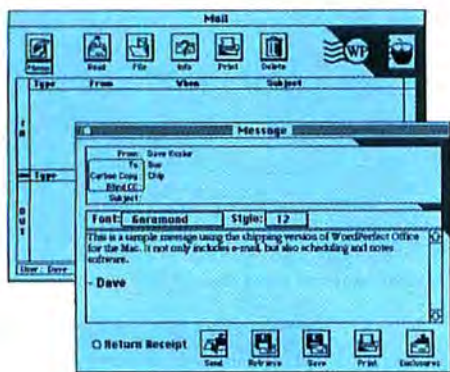 Mail
Memo Read File Info Print Delete
WP
Type From When Subject
IN
Type
OUT
User: Dave
Message
From: Dave
To: Sue
Carbon Copy: Chip
Blind CC:
Subject:
Font: Garamond Style: 12
This is a sample message using the shipping version of WordPerfect Office
for the Mac. It not only includes e-mail, but also scheduling and notes
software.
- Dave
Return Receipt
Send Retrieve Save Print Enclosures